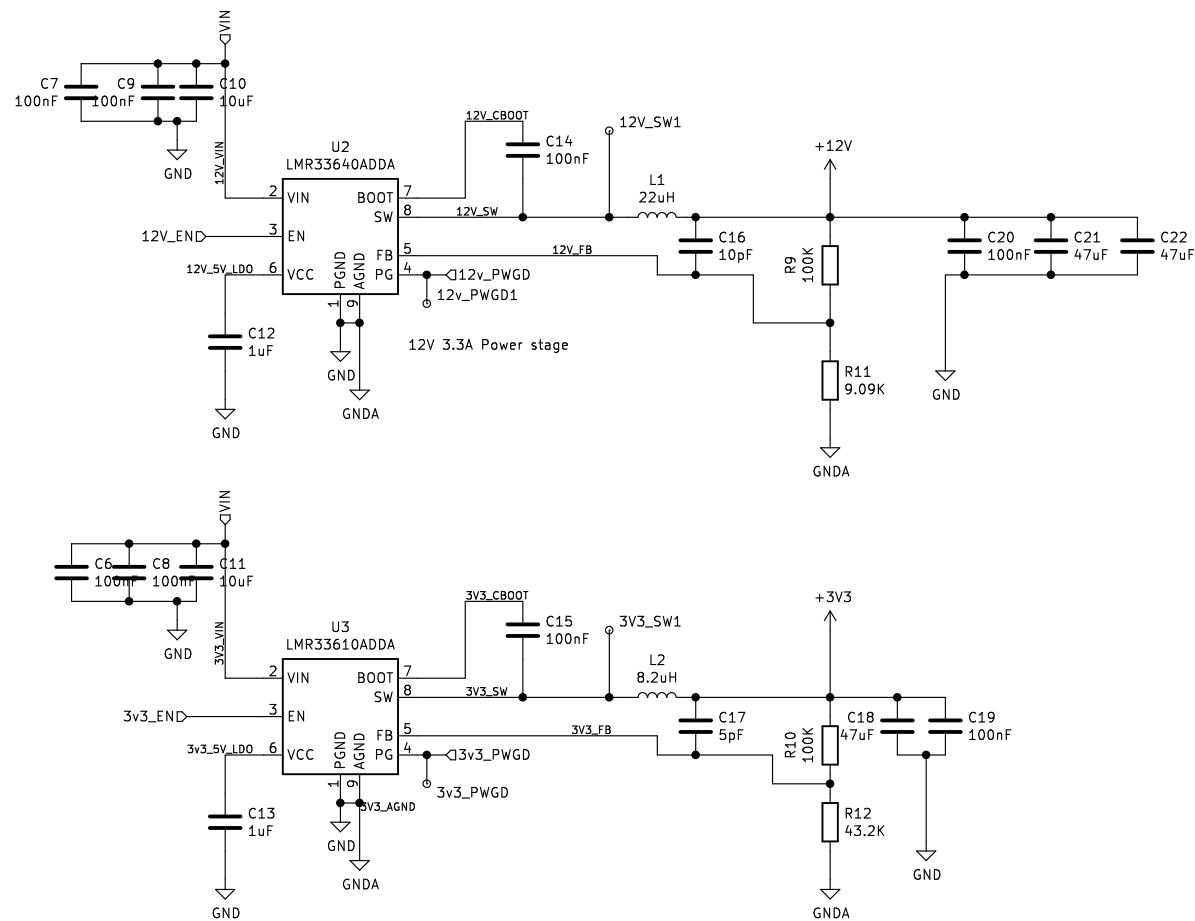 VIN
C7
100nF
C9
100nF
C10
10uF
GND
12V_VIN
U2
LMR33640ADDA
2
VIN
3
EN
6
VCC
BOOT
7
SW
8
FB
5
PG
4
PGND
1
AGND
9
12V_EN
12V_5V_LDO
C12
1uF
GND
GND
GNDA
12V_CBOOT
C14
100nF
12V_SW1
12V_SW
L1
22uH
12V_FB
12v_PWGD
12v_PWGD1
12V 3.3A Power stage
C16
10pF
+12V
R9
100K
R11
9.09K
GNDA
C20
100nF
C21
47uF
C22
47uF
GND
VIN
C6
100nF
C8
100nF
C11
10uF
GND
3V3_VIN
U3
LMR33610ADDA
2
VIN
3
EN
6
VCC
BOOT
7
SW
8
FB
5
PG
4
PGND
1
AGND
9
3v3_EN
3v3_5V_LDO
C13
1uF
GND
3V3_AGND
GND
GNDA
3V3_CBOOT
C15
100nF
3V3_SW1
3V3_SW
L2
8.2uH
3V3_FB
3v3_PWGD
3v3_PWGD
C17
5pF
+3V3
R10
100K
R12
43.2K
GNDA
C18
47uF
C19
100nF
GND